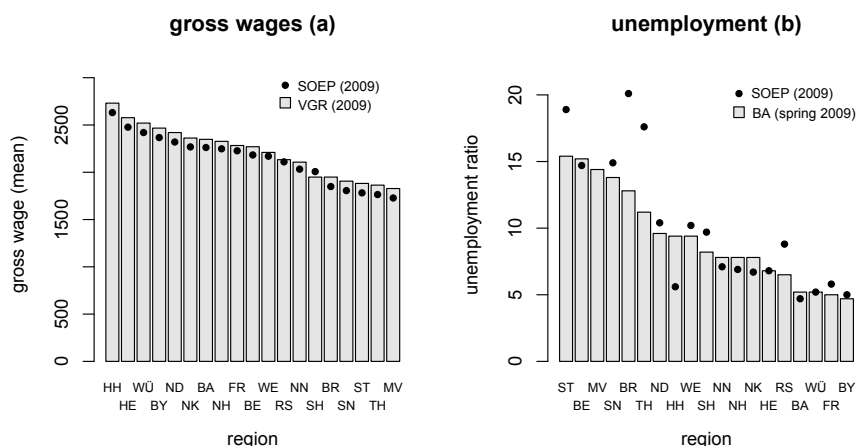 gross wages (a)
SOEP (2009)
VGR (2009)
gross wage (mean)
0
500
1500
2500
HH WÜ ND BA FR WE NN BR ST MV
HE BY NK NH BE RS SH SN TH
region
unemployment (b)
SOEP (2009)
BA (spring 2009)
unemployment ratio
0
5
10
15
20
ST MV BR ND WE NN NK RS WÜ BY
BE SN TH HH SH NH HE BA FR
region